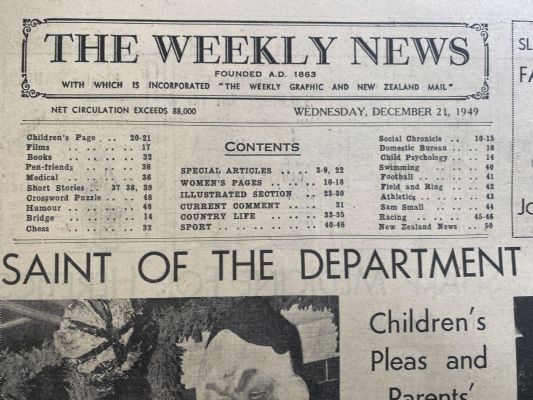 THE WEEKLY NEWS
FOUNDED A.D. 1863
WITH WHICH IS INCORPORATED "THE WEEKLY GRAPHIC AND NEW ZEALAND MAIL"
NET CIRCULATION EXCEEDS 88,000
WEDNESDAY, DECEMBER 21, 1949
Children's Page .. 20-21
Films .. .. .. .. 17
Books .. .. .. .. 32
Pen-friends .. .. .. 36
Medical .. .. .. 36
Short Stories .. 37 38, 39
Crossword Puzzle .. 48
Humour .. .. .. .. 48
Bridge .. .. .. .. 14
Chess .. .. .. .. 32
CONTENTS
SPECIAL ARTICLES .. .. 3-9, 22
WOMEN'S PAGES .. .. 10-18
ILLUSTRATED SECTION .. 23-30
CURRENT COMMENT .. .. 31
COUNTRY LIFE .. .. 33-35
SPORT .. .. .. .. 40-46
Social Chronicle .. 10-15
Domestic Bureau .. .. 18
Child Psychology .. .. 14
Swimming .. .. .. 40
Football .. .. .. .. 41
Field and Ring .. .. 42
Athletics .. .. .. 43
Sam Small .. .. .. 44
Racing .. .. .. 45-46
New Zealand News .. 50
SAINT OF THE DEPARTMENT
Children's
Pleas and
Parents'
SL
FA
Jo